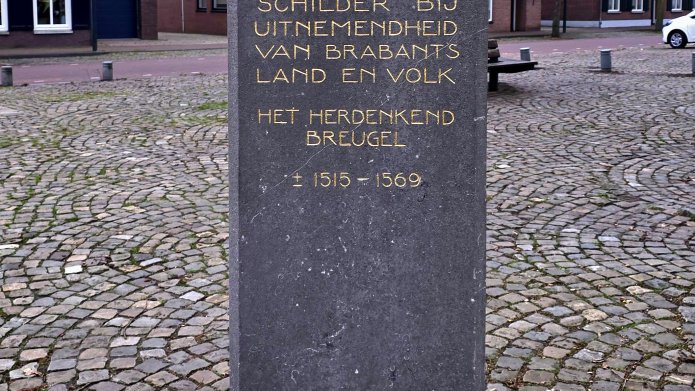 SCHILDER BIJ
UITNEMENDHEID
VAN BRABANTS
LAND EN VOLK
HET HERDENKEND
BREUGEL
± 1515 – 1569